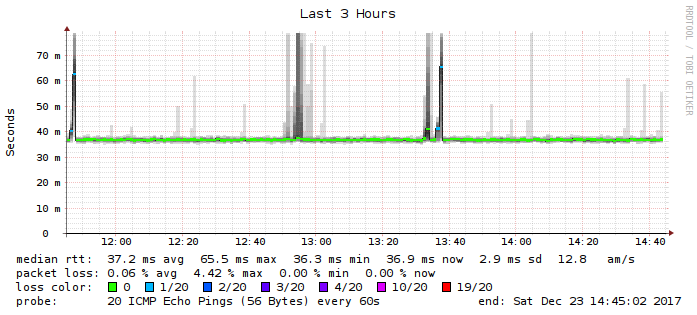 Last 3 Hours
RRDTOOL / TOBI OETIKER
Seconds
70 m
60 m
50 m
40 m
30 m
20 m
10 m
0
12:00 12:20 12:40 13:00 13:20 13:40 14:00 14:20 14:40
median rtt: 37.2 ms avg 65.5 ms max 36.3 ms min 36.9 ms now 2.9 ms sd 12.8 am/s
packet loss: 0.06 % avg 4.42 % max 0.00 % min 0.00 % now
loss color: 0 1/20 2/20 3/20 4/20 10/20 19/20
probe: 20 ICMP Echo Pings (56 Bytes) every 60s end: Sat Dec 23 14:45:02 2017